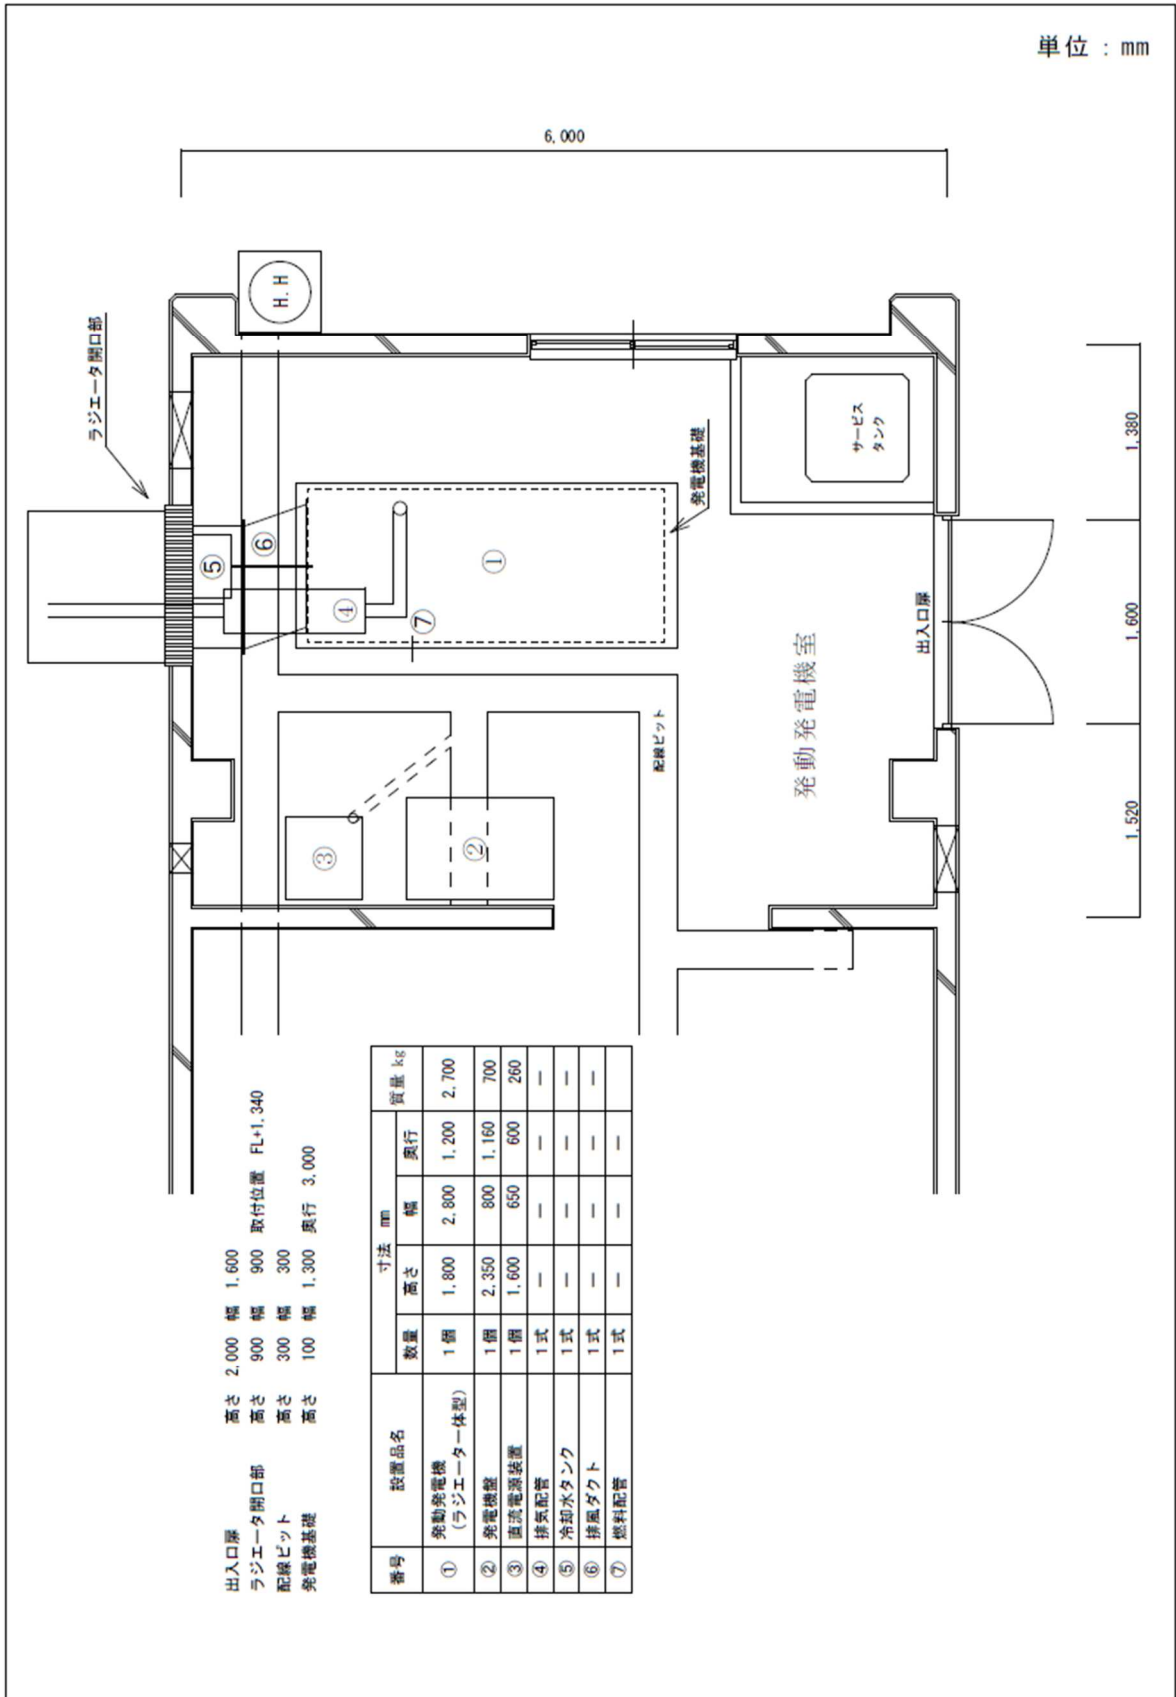 単位 : mm
6,000
ラジエータ開口部
H.H
⑤
⑥
④
⑦
①
発電機基礎
サービス
タンク
出入口扉
1,380
1,600
1,520
発動発電機室
配線ピット
③
②
出入口扉 高さ 2,000 幅 1,600
ラジエータ開口部 高さ 900 幅 900 取付位置 FL+1,340
配線ピット 高さ 300 幅 300
発電機基礎 高さ 100 幅 1,300 奥行 3,000
番号 設置品名 数量 寸法 mm 質量 kg
高さ 幅 奥行
① 発動発電機 1個 1,800 2,800 1,200 2,700
(ラジエーター一体型)
② 発電機盤 1個 2,350 800 1,160 700
③ 直流電源装置 1個 1,600 650 600 260
④ 排気配管 1式 — — — —
⑤ 冷却水タンク 1式 — — — —
⑥ 排風ダクト 1式 — — — —
⑦ 燃料配管 1式 — — —